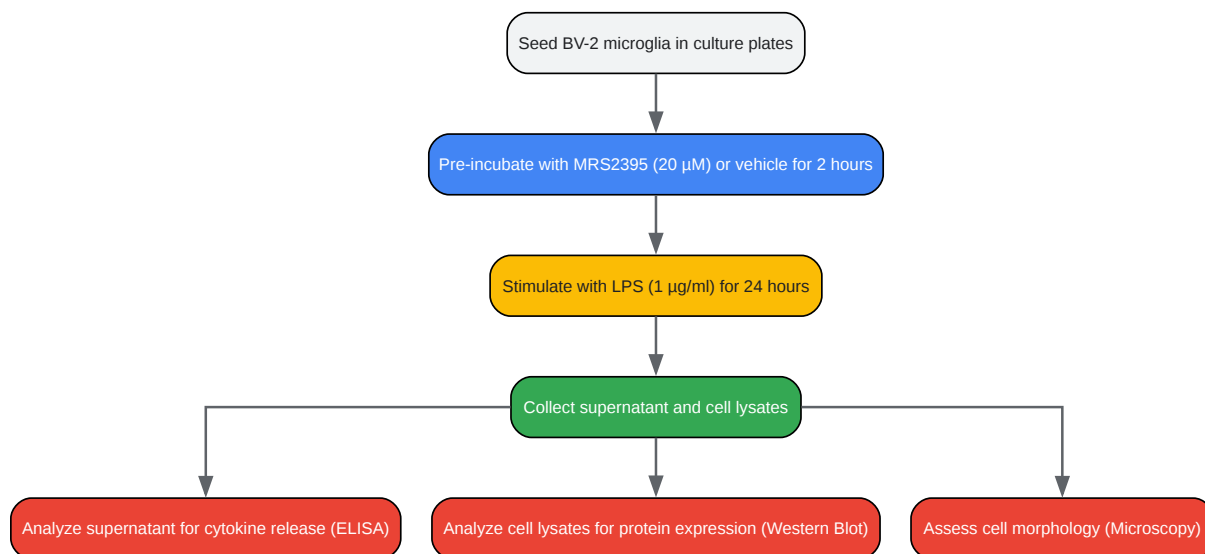 Seed BV-2 microglia in culture plates
Pre-incubate with MRS2395 (20 µM) or vehicle for 2 hours
Stimulate with LPS (1 µg/ml) for 24 hours
Collect supernatant and cell lysates
Analyze supernatant for cytokine release (ELISA)
Analyze cell lysates for protein expression (Western Blot)
Assess cell morphology (Microscopy)